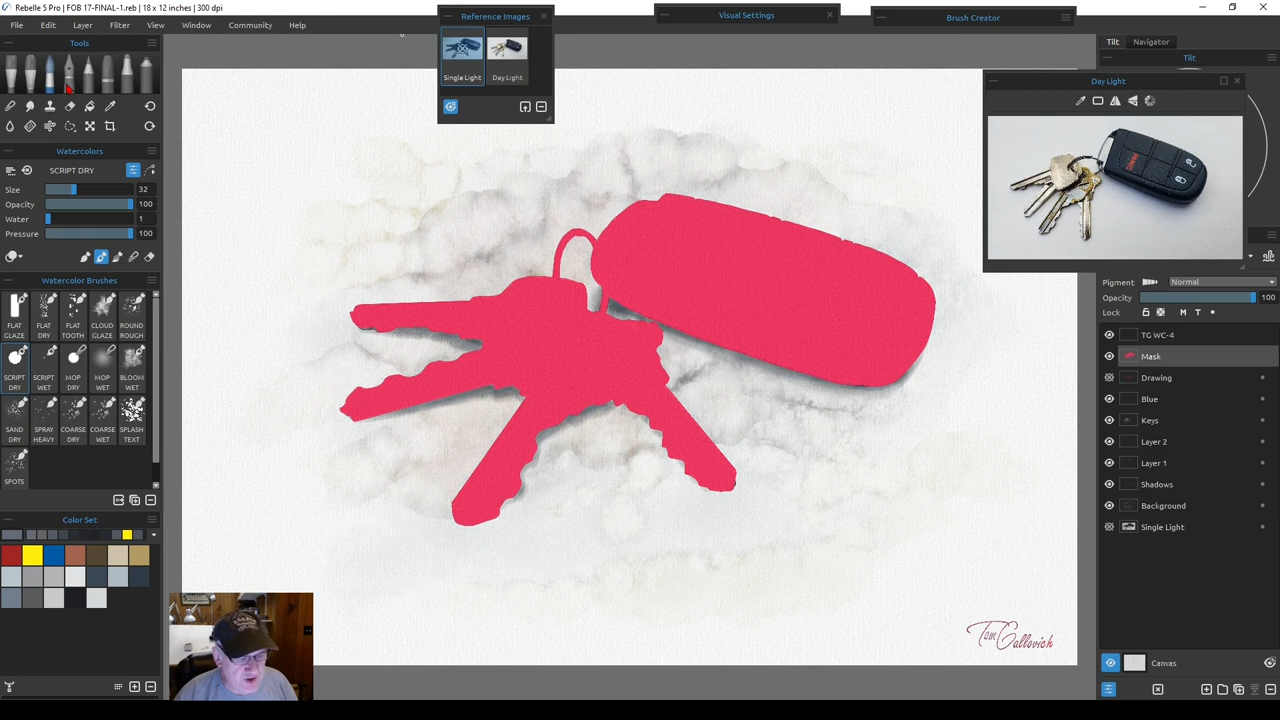 Rebelle 5 Pro | FOB 17-FINAL-1.reb | 18 x 12 inches | 300 dpi
File Edit Layer Filter View Window Community Help
Reference Images
Single Light Day Light
Visual Settings
Brush Creator
Tilt Navigator
Tilt
Day Light
PANIC
Tools
Watercolors
SCRIPT DRY
Size 32
Opacity 100
Water 1
Pressure 100
Watercolor Brushes
FLAT GLAZE FLAT DRY FLAT TOOTH CLOUD GLAZE ROUND ROUGH
SCRIPT DRY SCRIPT WET MOP DRY MOP WET BLOOM WET
SAND DRY SPRAY HEAVY COARSE DRY COARSE WET SPLASH TEXT
SPOTS
Color Set
Pigment Normal
Opacity 100
Lock M T
TG WC-4
Mask
Drawing
Blue
Keys
Layer 2
Layer 1
Shadows
Background
Single Light
Canvas
Tom Gallovich